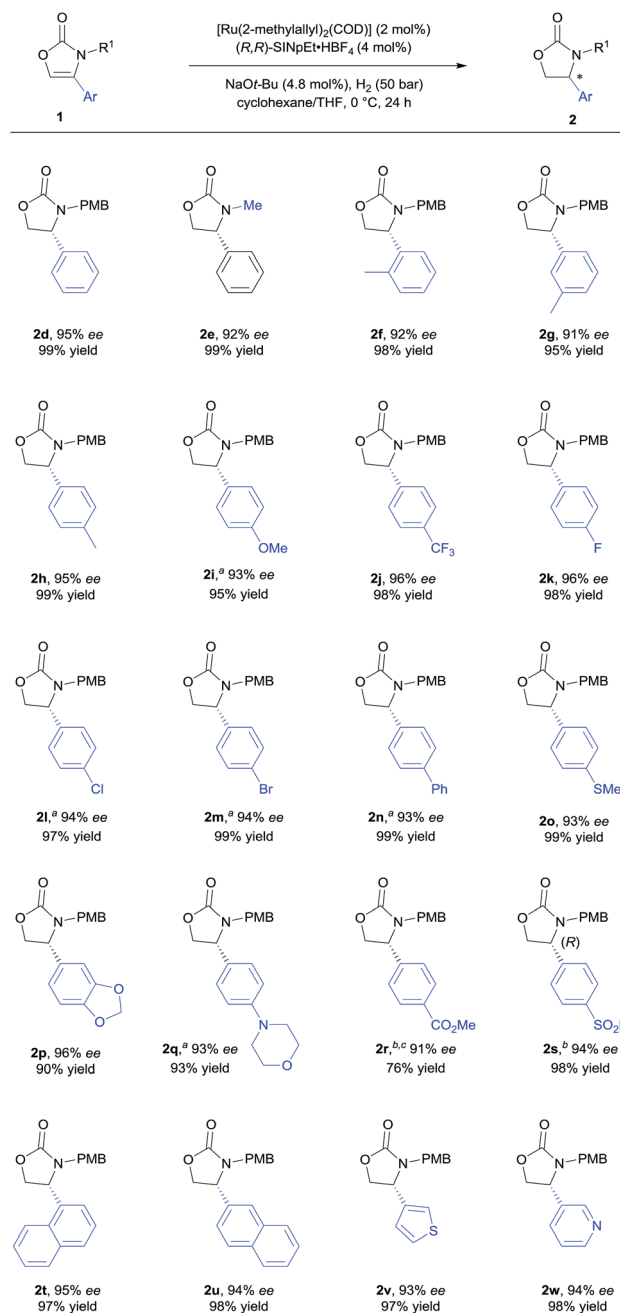 [Ru(2-methylallyl)₂(COD)] (2 mol%)
(R,R)-SINpEt•HBF₄ (4 mol%)
NaOt-Bu (4.8 mol%), H₂ (50 bar)
cyclohexane/THF, 0 °C, 24 h
O
O N R¹
Ar
1
O
O N R¹
*
Ar
2
O O O O
O N PMB O N Me O N PMB O N PMB
2d, 95% ee 2e, 92% ee 2f, 92% ee 2g, 91% ee
99% yield 99% yield 98% yield 95% yield
O O O O
O N PMB O N PMB O N PMB O N PMB
OMe CF₃ F
2h, 95% ee 2i,ᵃ 93% ee 2j, 96% ee 2k, 96% ee
99% yield 95% yield 98% yield 98% yield
O O O O
O N PMB O N PMB O N PMB O N PMB
Cl Br Ph SMe
2l,ᵃ 94% ee 2m,ᵃ 94% ee 2n,ᵃ 93% ee 2o, 93% ee
97% yield 99% yield 99% yield 99% yield
O O O O
O N PMB O N PMB O N PMB O N PMB
(R)
O O N O CO₂Me SO₂
2p, 96% ee 2q,ᵃ 93% ee 2r,ᵇ,ᶜ 91% ee 2s,ᵇ 94% ee
90% yield 93% yield 76% yield 98% yield
O O O O
O N PMB O N PMB O N PMB O N PMB
S N
2t, 95% ee 2u, 94% ee 2v, 93% ee 2w, 94% ee
97% yield 98% yield 97% yield 98% yield